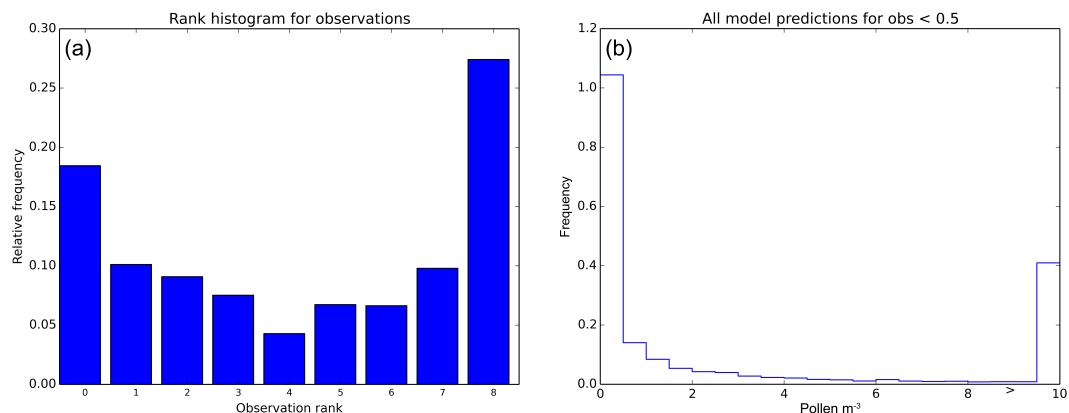 Rank histogram for observations
(a)
0.30
0.25
0.20
0.15
0.10
0.05
0.00
Relative frequency
0 1 2 3 4 5 6 7 8
Observation rank
All model predictions for obs < 0.5
(b)
1.2
1.0
0.8
0.6
0.4
0.2
0.0
Frequency
0 2 4 6 8 > 10
Pollen m⁻³